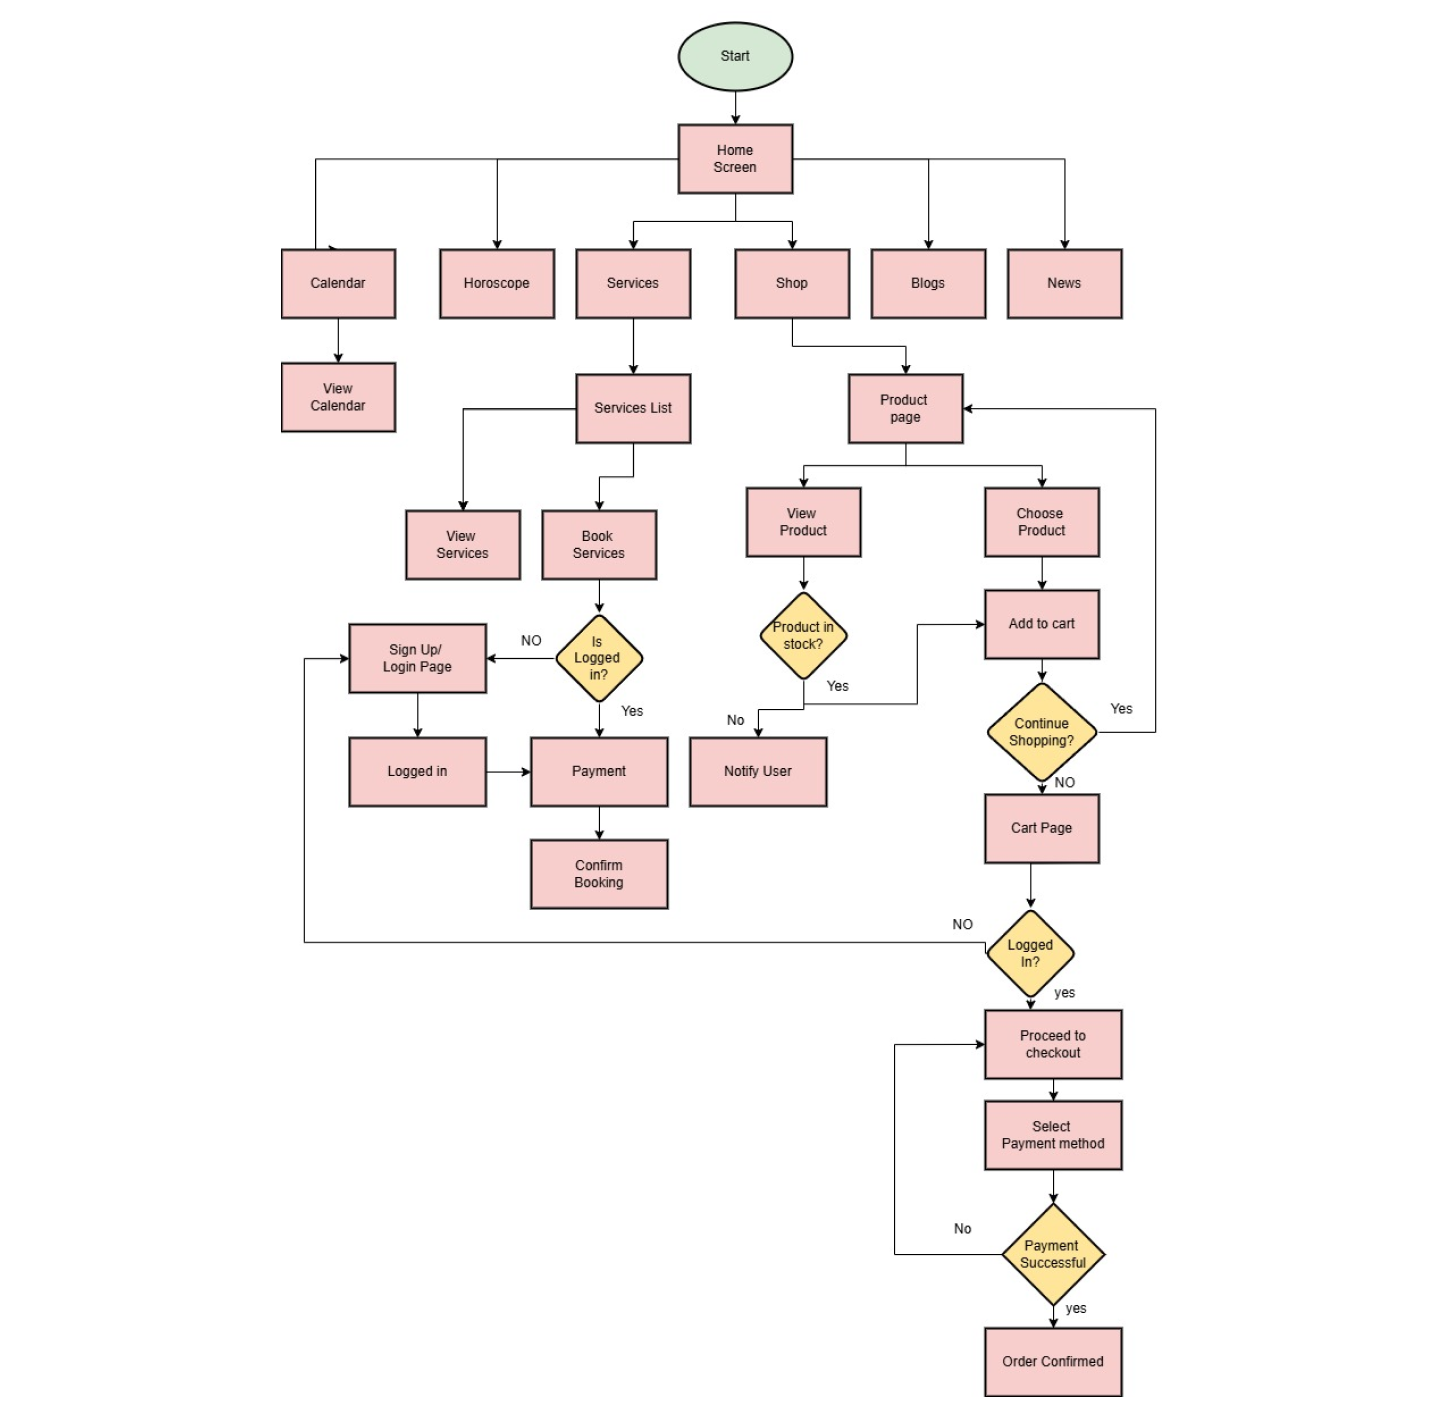 Start
Home
Screen
Calendar
Horoscope
Services
Shop
Blogs
News
View
Calendar
Services List
Product
page
View
Services
Book
Services
View
Product
Choose
Product
Sign Up/
Login Page
NO
Is
Logged
in?
Product in
stock?
Add to cart
Yes
Yes
No
Continue
Shopping?
Yes
Logged in
Payment
Notify User
NO
Cart Page
Confirm
Booking
NO
Logged
In?
yes
Proceed to
checkout
Select
Payment method
No
Payment
Successful
yes
Order Confirmed